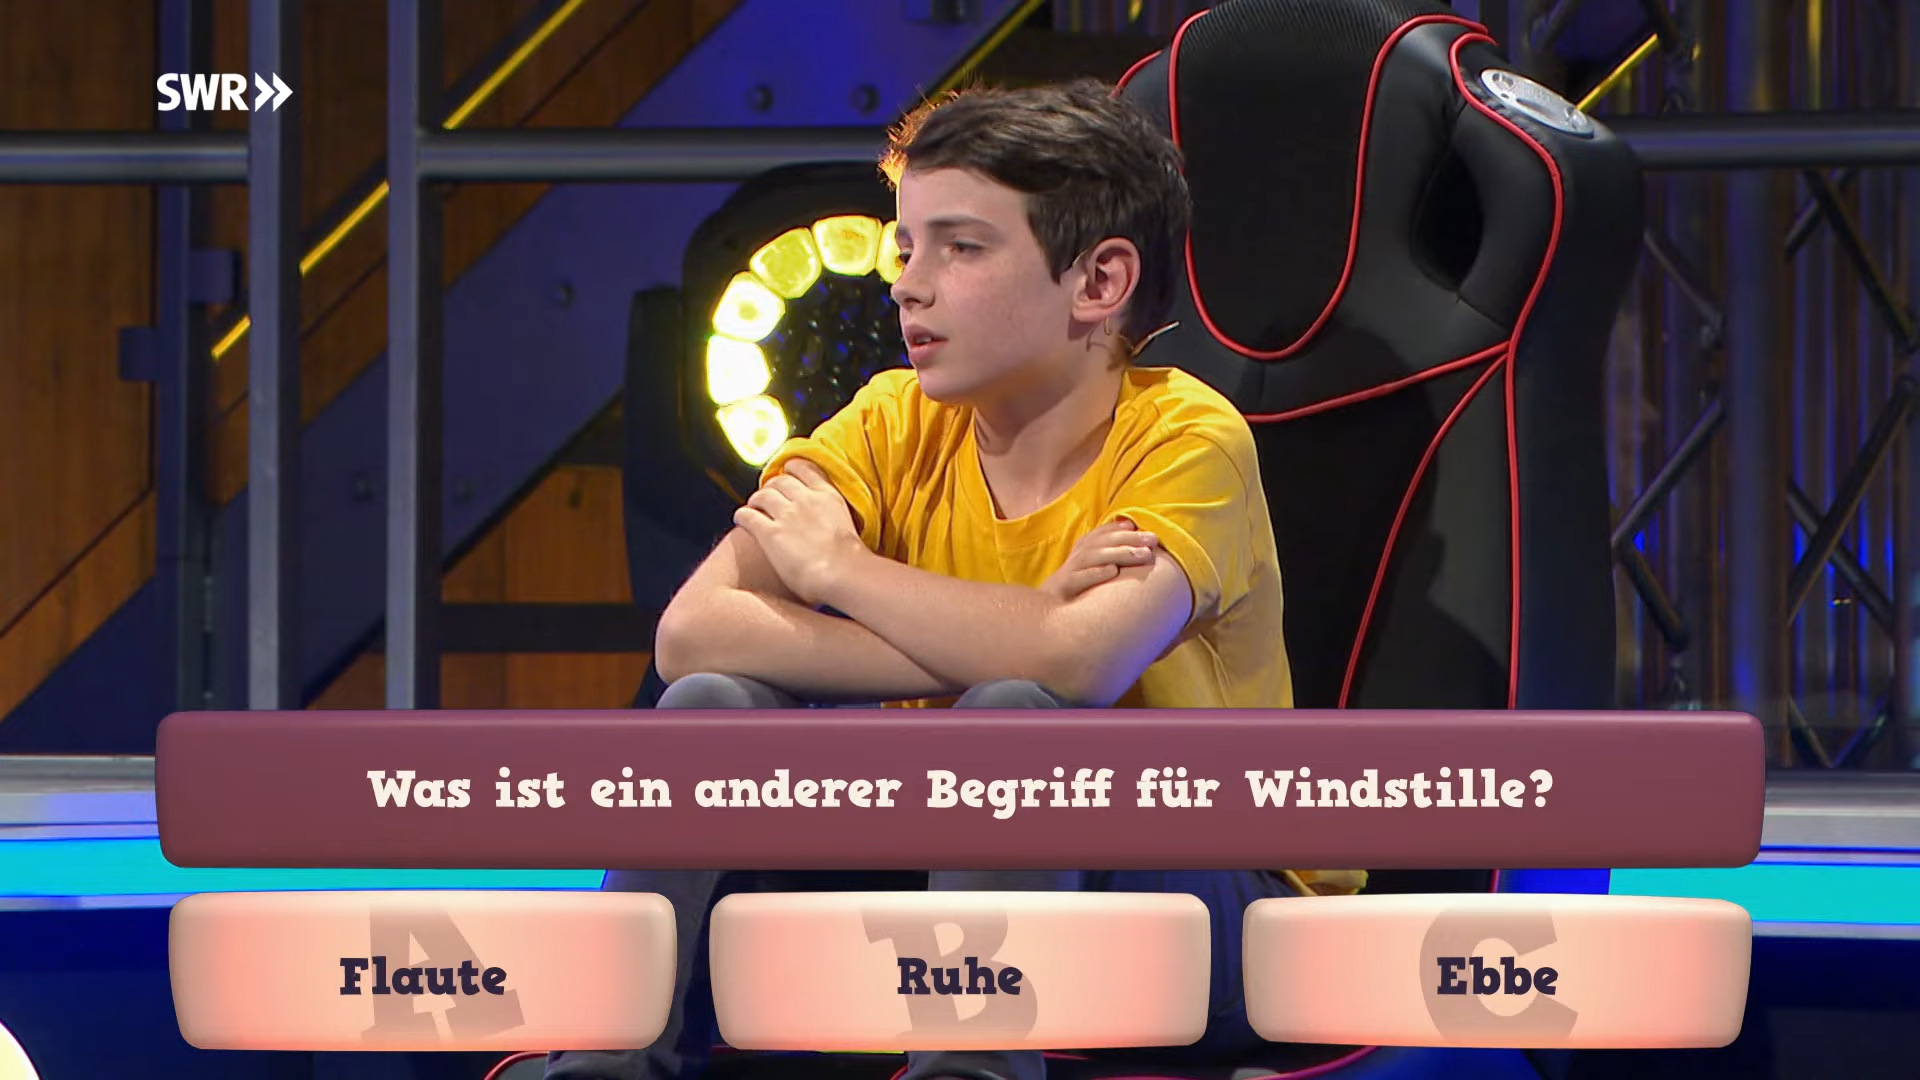 SWR
Was ist ein anderer Begriff für Windstille?
A
Flaute
B
Ruhe
C
Ebbe